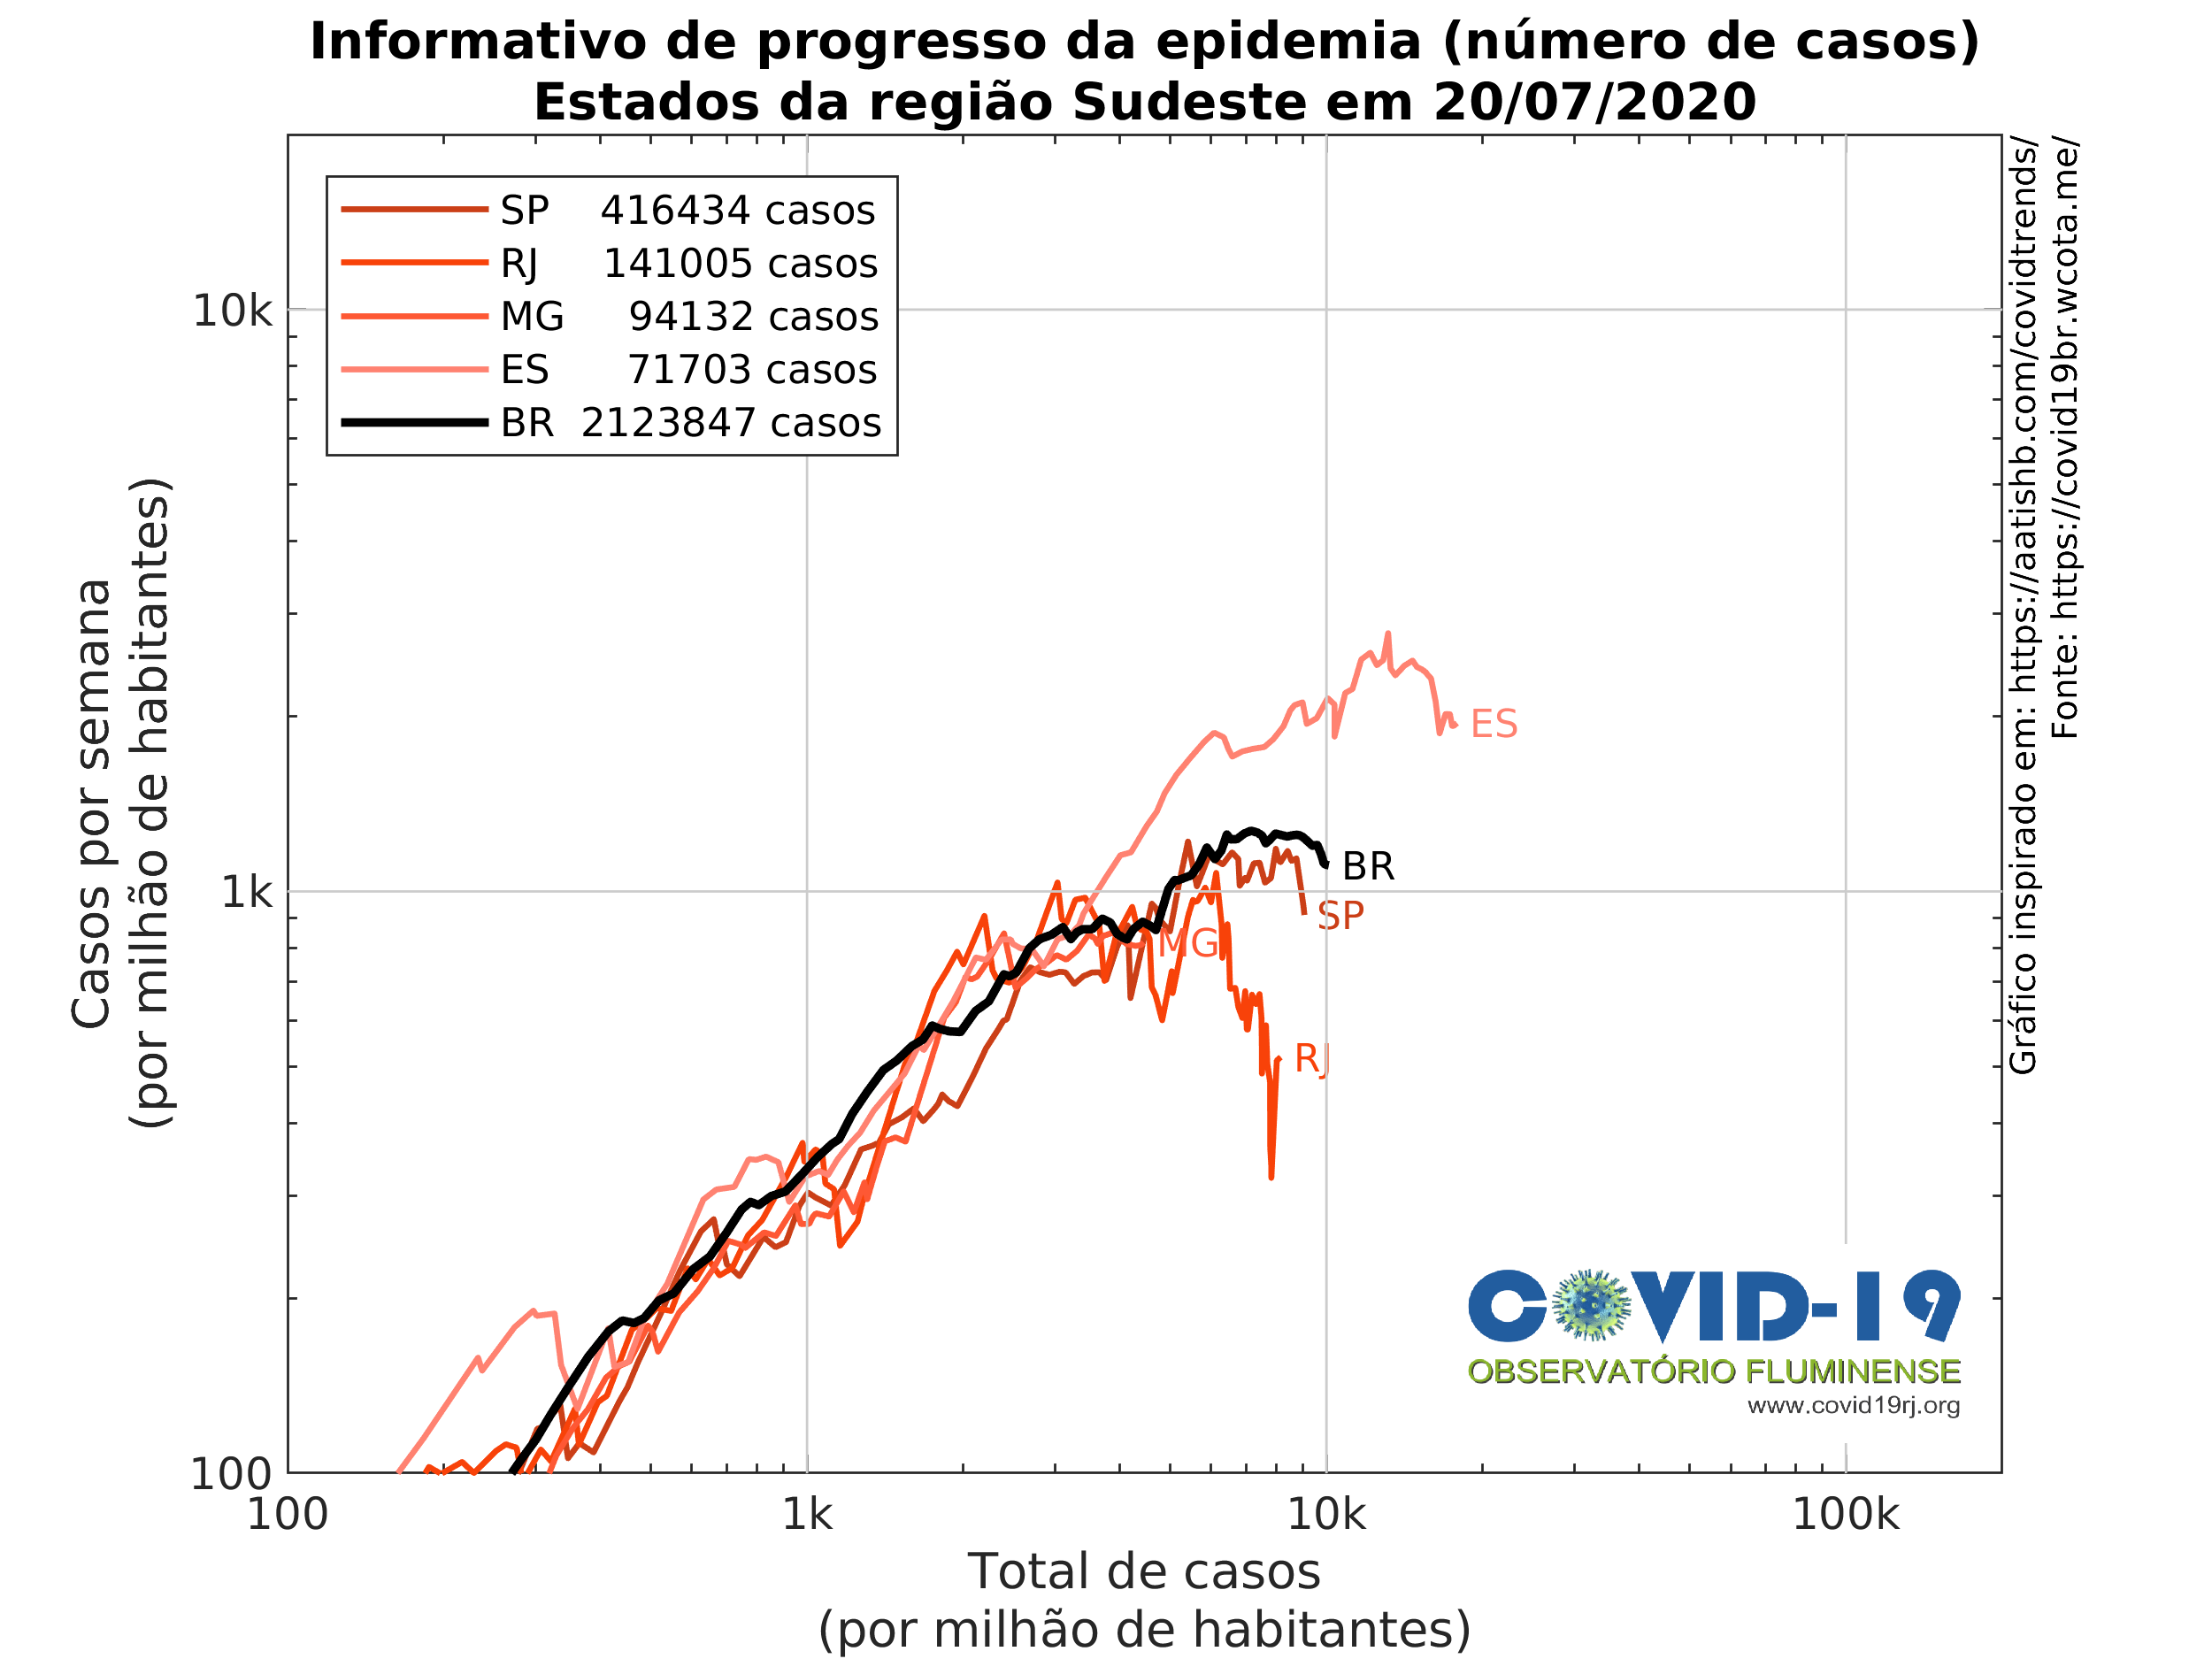 Informativo de progresso da epidemia (número de casos)
Estados da região Sudeste em 20/07/2020
SP 416434 casos
RJ 141005 casos
MG 94132 casos
ES 71703 casos
BR 2123847 casos
10k
1k
100
Casos por semana
(por milhão de habitantes)
ES
BR
SP
MG
RJ
Gráfico inspirado em: https://aatishb.com/covidtrends/
Fonte: https://covid19br.wcota.me/
COVID-19
OBSERVATÓRIO FLUMINENSE
www.covid19rj.org
100
1k
10k
100k
Total de casos
(por milhão de habitantes)